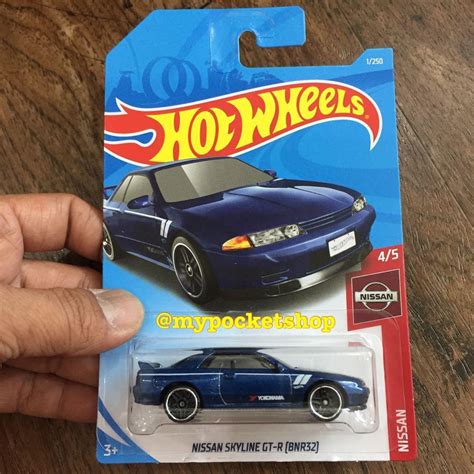 1/250
HOT WHEELS
4/5
NISSAN
@mypocketshop
YOKOHAMA
NISSAN SKYLINE GT-R [BNR32]
3+
NISSAN